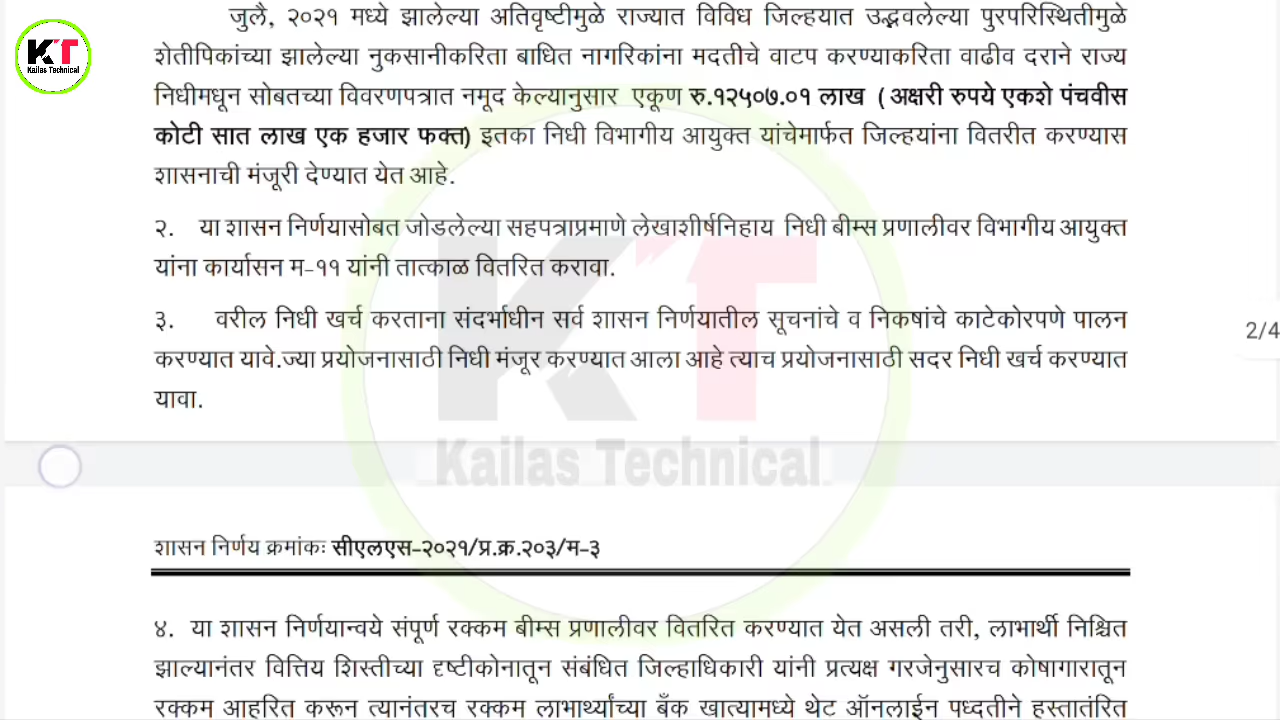 जुलै, २०२१ मध्ये झालेल्या अतिवृष्टीमुळे राज्यात विविध जिल्हयात उद्भवलेल्या पुरपरिस्थितीमुळे
KT
Kailas Technical
शेतीपिकांच्या झालेल्या नुकसानीकरिता बाधित नागरिकांना मदतीचे वाटप करण्याकरिता वाढीव दराने राज्य
निधीमधून सोबतच्या विवरणपत्रात नमूद केल्यानुसार एकूण रु.१२५०७.०१ लाख ( अक्षरी रुपये एकशे पंचवीस
कोटी सात लाख एक हजार फक्त) इतका निधी विभागीय आयुक्त यांचेमार्फत जिल्हयांना वितरीत करण्यास
शासनाची मंजूरी देण्यात येत आहे.
२. या शासन निर्णयासोबत जोडलेल्या सहपत्राप्रमाणे लेखाशीर्षनिहाय निधी बीम्स प्रणालीवर विभागीय आयुक्त
यांना कार्यासन म-११ यांनी तात्काळ वितरित करावा.
३. वरील निधी खर्च करताना संदर्भाधीन सर्व शासन निर्णयातील सूचनांचे व निकषांचे काटेकोरपणे पालन
2/4
करण्यात यावे.ज्या प्रयोजनासाठी निधी मंजूर करण्यात आला आहे त्याच प्रयोजनासाठी सदर निधी खर्च करण्यात
यावा.
KT
Kailas Technical
शासन निर्णय क्रमांकः सीएलएस-२०२१/प्र.क्र.२०३/म-३
४. या शासन निर्णयान्वये संपूर्ण रक्कम बीम्स प्रणालीवर वितरित करण्यात येत असली तरी, लाभार्थी निश्चित
झाल्यानंतर वित्तिय शिस्तीच्या दृष्टीकोनातून संबंधित जिल्हाधिकारी यांनी प्रत्यक्ष गरजेनुसारच कोषागारातून
रक्कम आहरित करून त्यानंतरच रक्कम लाभार्थ्यांच्या बँक खात्यामध्ये थेट ऑनलाईन पध्दतीने हस्तातंरित